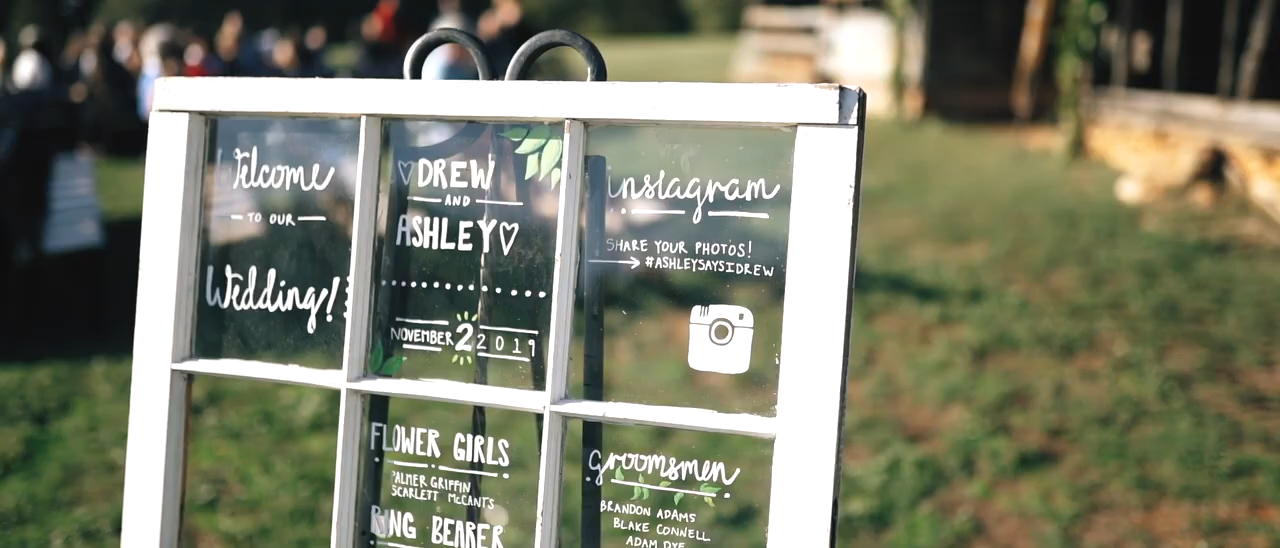 Welcome
TO OUR
Wedding!
DREW
AND
ASHLEY
NOVEMBER 2 2019
Instagram
SHARE YOUR PHOTOS!
#ASHLEYSAYSIDREW
FLOWER GIRLS
PALMER GRIFFIN
SCARLETT McCANTS
RING BEARER
groomsmen
BRANDON ADAMS
BLAKE CONNELL
ADAM DYE